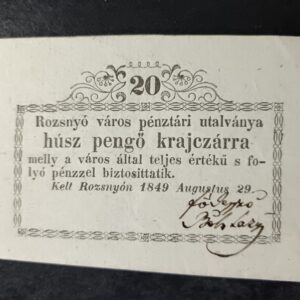 20
Rozsnyó város pénztári utalványa
húsz pengő krajczárra
melly a város által teljes értékű s fo-
lyó pénzzel biztosittatik.
Kelt Rozsnyón 1849 Augustus 29.